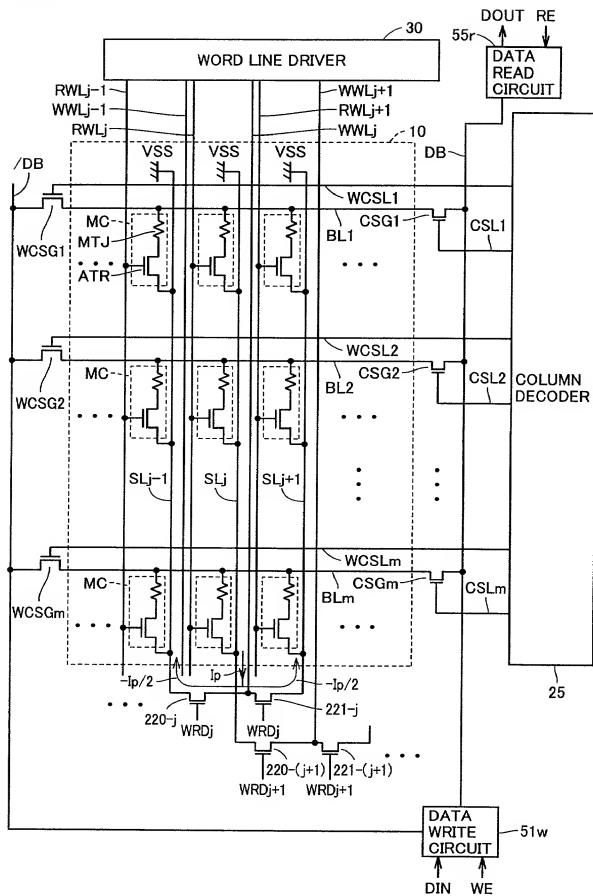 DOUT RE
30
55r
WORD LINE DRIVER
DATA
READ
CIRCUIT
RWLj-1
WWLj-1
RWLj
WWLj+1
RWLj+1
WWLj
10
DB
/DB
VSS VSS VSS
WCSL1
MC
WCSG1
MTJ
ATR
BL1
CSG1
CSL1
WCSL2
MC
WCSG2
BL2
CSG2
CSL2
COLUMN
DECODER
SLj-1
SLj
SLj+1
WCSLm
MC
WCSGm
BLm
CSGm
CSLm
-Ip/2
Ip
-Ip/2
25
220-j
221-j
WRDj WRDj
220-(j+1)
221-(j+1)
WRDj+1 WRDj+1
DATA
WRITE
CIRCUIT
51w
DIN WE